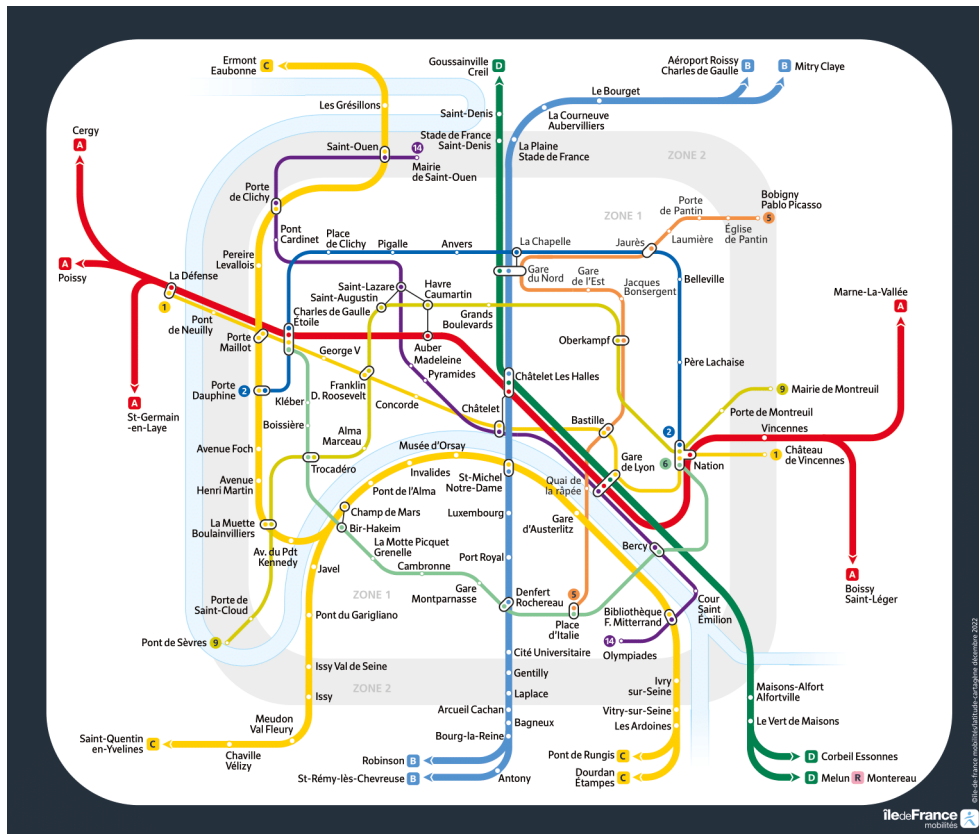 Ermont
Eaubonne
C
Goussainville
Creil
D
Aéroport Roissy
Charles de Gaulle
B
B
Mitry Claye
Le Bourget
Les Grésillons
Saint-Denis
La Courneuve
Aubervilliers
Cergy
A
Stade de France
Saint-Denis
La Plaine
Stade de France
Saint-Ouen
14
Mairie
de Saint-Ouen
ZONE 2
Porte
de Clichy
Bobigny
Pablo Picasso
5
Porte
de Pantin
ZONE 1
Église
de Pantin
Laumière
Pont
Cardinet
Place
de Clichy
Pigalle
Anvers
La Chapelle
Jaurès
Pereire
Levallois
A
Poissy
La Défense
1
Gare
du Nord
Gare
de l'Est
Jacques
Bonsergent
Belleville
Saint-Lazare
Saint-Augustin
Havre
Caumartin
Marne-La-Vallée
A
Pont
de Neuilly
Charles de Gaulle
Étoile
Grands
Boulevards
Porte
Maillot
George V
Auber
Madeleine
Oberkampf
Pyramides
Châtelet Les Halles
Père Lachaise
Porte
Dauphine
2
Kléber
Franklin
D. Roosevelt
Concorde
9
Mairie de Montreuil
A
St-Germain
-en-Laye
Boissière
Châtelet
Bastille
Porte de Montreuil
Alma
Marceau
2
Vincennes
Avenue Foch
Musée d'Orsay
Gare
de Lyon
6
Nation
1
Château
de Vincennes
Trocadéro
Invalides
St-Michel
Notre-Dame
Quai de
la râpée
Avenue
Henri Martin
Pont de l'Alma
La Muette
Boulainvilliers
Champ de Mars
Bir-Hakeim
Luxembourg
Gare
d'Austerlitz
Av. du Pdt
Kennedy
La Motte Picquet
Grenelle
Bercy
Javel
Cambronne
Port Royal
A
Boissy
Saint-Léger
Gare
Montparnasse
Denfert
Rochereau
5
Cour
Saint
Émilion
Porte de
Saint-Cloud
ZONE 1
Pont du Garigliano
Place
d'Italie
Bibliothèque
F. Mitterrand
Pont de Sèvres
9
14
Olympiades
Cité Universitaire
Issy Val de Seine
Gentilly
ZONE 2
Issy
Laplace
Ivry
sur-Seine
Maisons-Alfort
Alfortville
Arcueil Cachan
Vitry-sur-Seine
Meudon
Val Fleury
Bagneux
Les Ardoines
Le Vert de Maisons
Saint-Quentin
en-Yvelines
C
Bourg-la-Reine
Chaville
Vélizy
Robinson
B
Pont de Rungis
C
D
Corbeil Essonnes
St-Rémy-lès-Chevreuse
B
Antony
Dourdan
Étampes
C
D
Melun
R
Montereau
©île-de-france mobilités/latitude-cartagène décembre 2022
île de France
mobilités